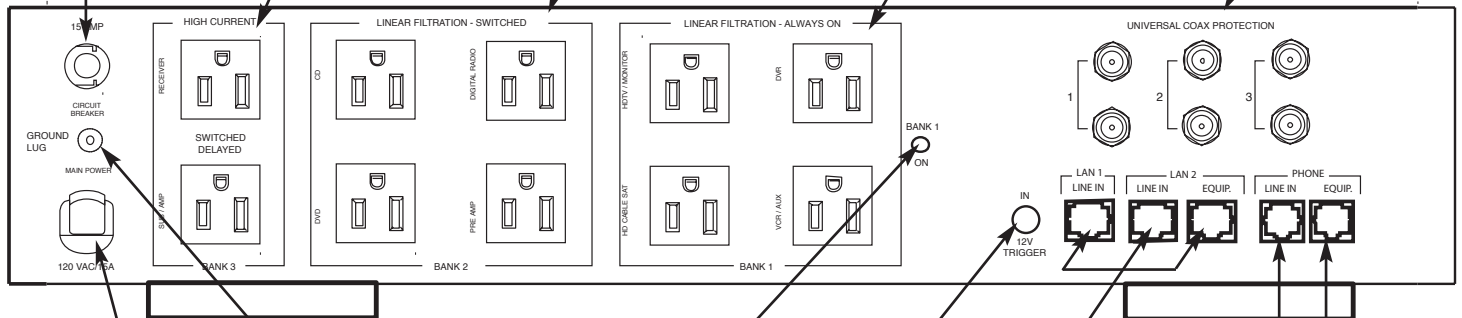 15 AMP
CIRCUIT
BREAKER
GROUND
LUG
MAIN POWER
120 VAC/15A
HIGH CURRENT
RECEIVER
SWITCHED
DELAYED
SUB / AMP
BANK 3
LINEAR FILTRATION - SWITCHED
CD
DIGITAL RADIO
DVD
PRE AMP
BANK 2
LINEAR FILTRATION - ALWAYS ON
HDTV / MONITOR
DVR
HD CABLE SAT
VCR / AUX
BANK 1
BANK 1
ON
UNIVERSAL COAX PROTECTION
1
2
3
IN
12V
TRIGGER
LAN 1
LINE IN
LAN 2
LINE IN
EQUIP.
PHONE
LINE IN
EQUIP.